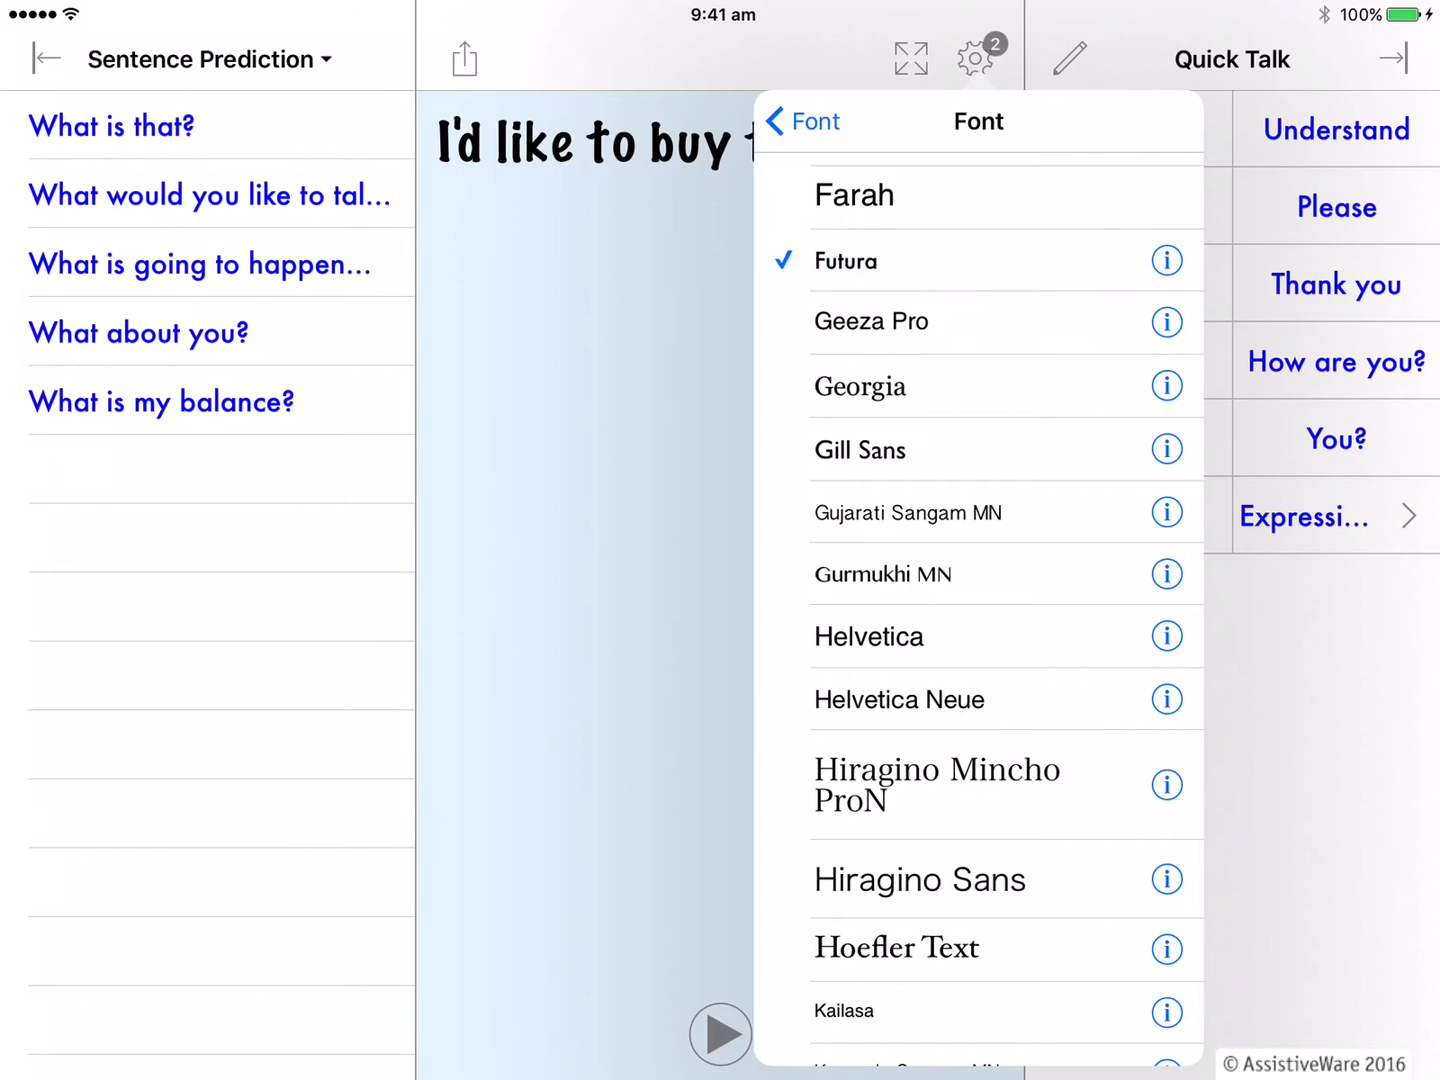 9:41 am
100%
Sentence Prediction
2
Quick Talk
What is that?
What would you like to tal...
What is going to happen...
What about you?
What is my balance?
I'd like to buy
Font
Font
Farah
Futura
Geeza Pro
Georgia
Gill Sans
Gujarati Sangam MN
Gurmukhi MN
Helvetica
Helvetica Neue
Hiragino Mincho
ProN
Hiragino Sans
Hoefler Text
Kailasa
Understand
Please
Thank you
How are you?
You?
Expressi...
© AssistiveWare 2016